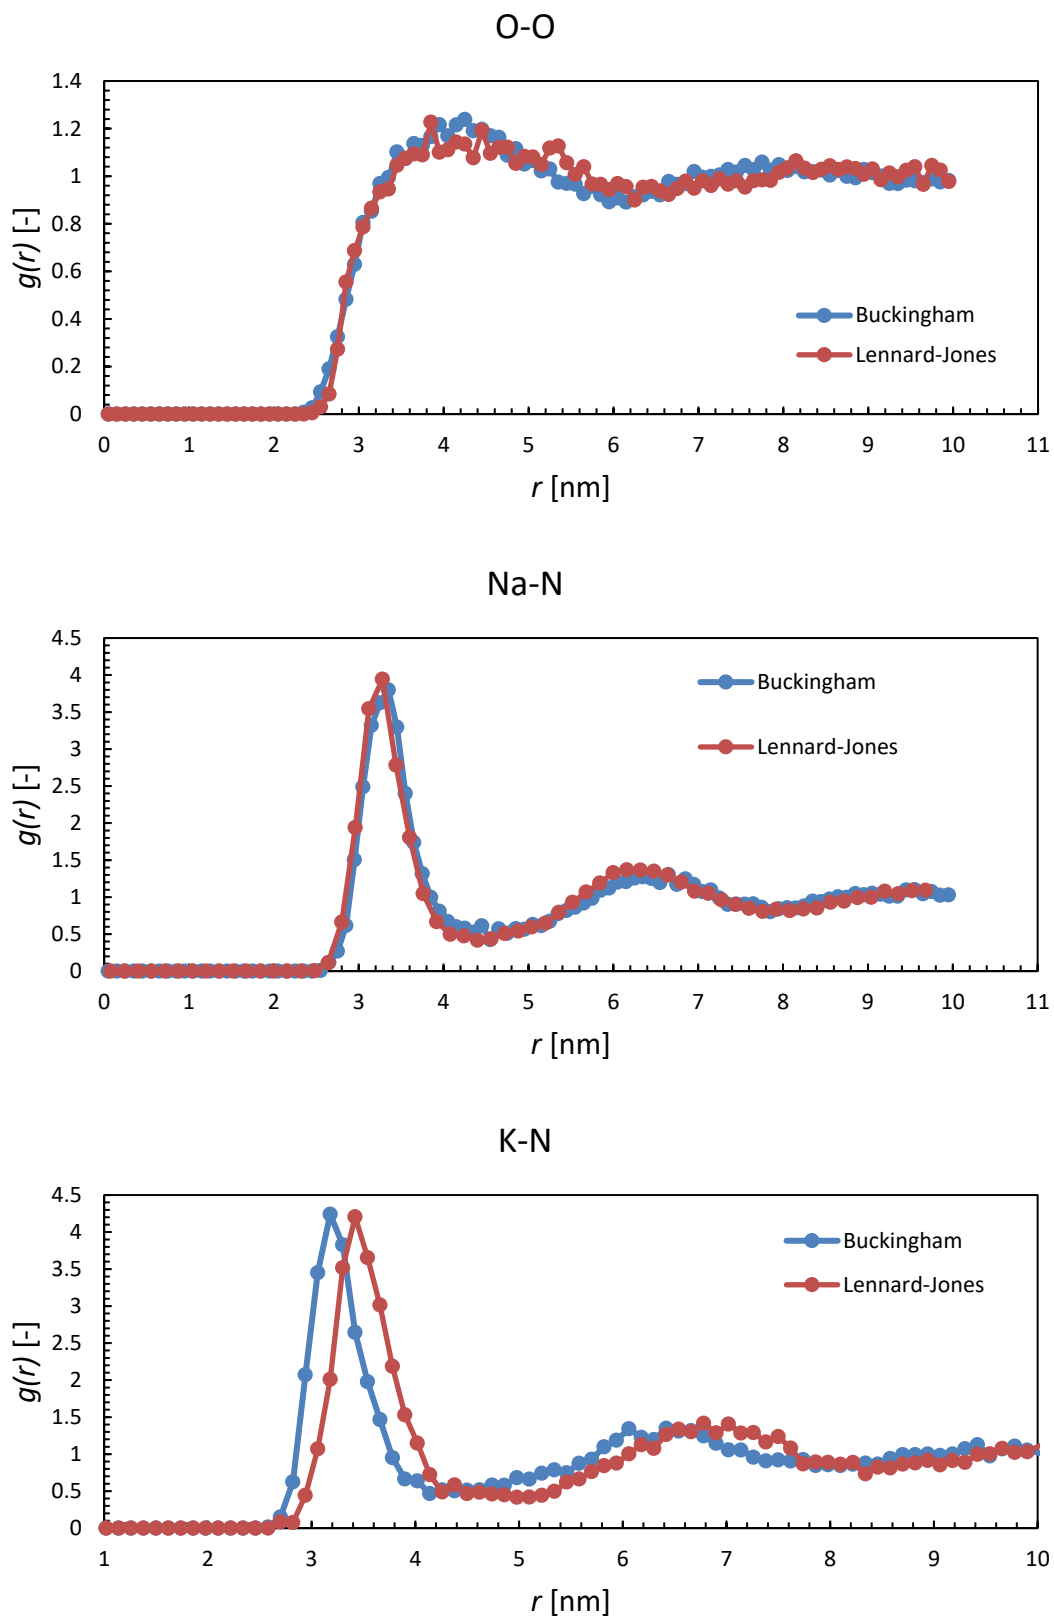 O-O
1.4
1.2
1
0.8
0.6
0.4
0.2
0
g(r) [-]
Buckingham
Lennard-Jones
0 1 2 3 4 5 6 7 8 9 10 11
r [nm]
Na-N
4.5
4
3.5
3
2.5
2
1.5
1
0.5
0
g(r) [-]
Buckingham
Lennard-Jones
0 1 2 3 4 5 6 7 8 9 10 11
r [nm]
K-N
4.5
4
3.5
3
2.5
2
1.5
1
0.5
0
g(r) [-]
Buckingham
Lennard-Jones
1 2 3 4 5 6 7 8 9 10
r [nm]